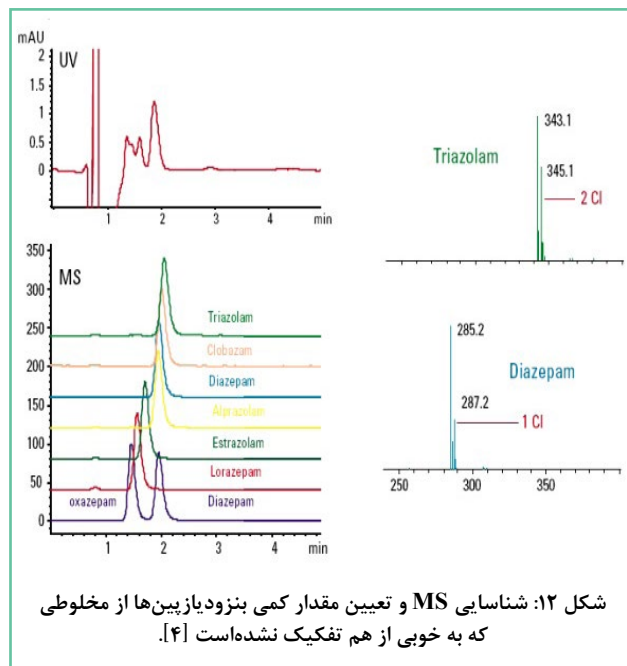 mAU
2
1.5
1
0.5
0
UV
1 2 3 4 min
350
300
250
200
150
100
50
0
MS
Triazolam
Clobozam
Diazepam
Alprazolam
Estrazolam
Lorazepam
oxazepam Diazepam
1 2 3 4 min
343.1
Triazolam
345.1
2 Cl
300 400
285.2
Diazepam
287.2
1 Cl
250 300 350
شکل ۱۲: شناسایی MS و تعیین مقدار کمی بنزودیازپین‌ها از مخلوطی
که به خوبی از هم تفکیک نشده‌است [۴].